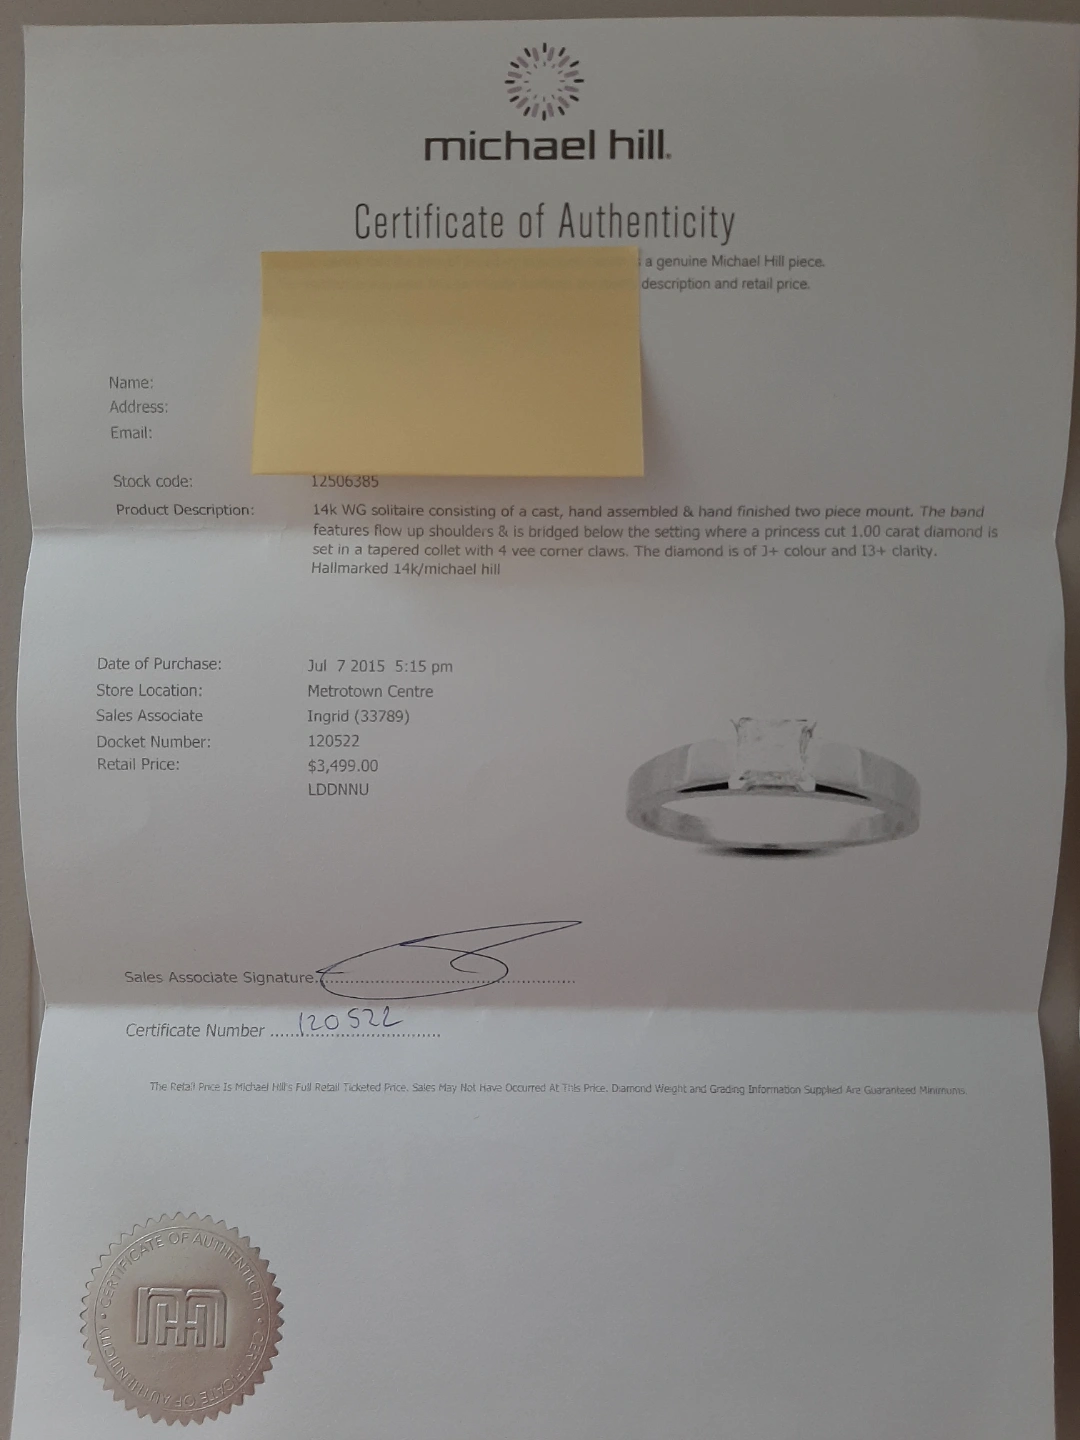 michael hill.
Certificate of Authenticity
a genuine Michael Hill piece.
description and retail price.
Name:
Address:
Email:
Stock code: 12506385
Product Description: 14k WG solitaire consisting of a cast, hand assembled & hand finished two piece mount. The band
features flow up shoulders & is bridged below the setting where a princess cut 1.00 carat diamond is
set in a tapered collet with 4 vee corner claws. The diamond is of J+ colour and I3+ clarity.
Hallmarked 14k/michael hill
Date of Purchase: Jul 7 2015 5:15 pm
Store Location: Metrotown Centre
Sales Associate Ingrid (33789)
Docket Number: 120522
Retail Price: $3,499.00
LDDNNU
Sales Associate Signature.
Certificate Number ......120522
The Retail Price Is Michael Hill's Full Retail Ticketed Price. Sales May Not Have Occurred At This Price. Diamond Weight and Grading Information Supplied Are Guaranteed Minimums.
CERTIFICATE OF AUTHENTICITY • CERTIFICATE OF AUTHENTICITY •